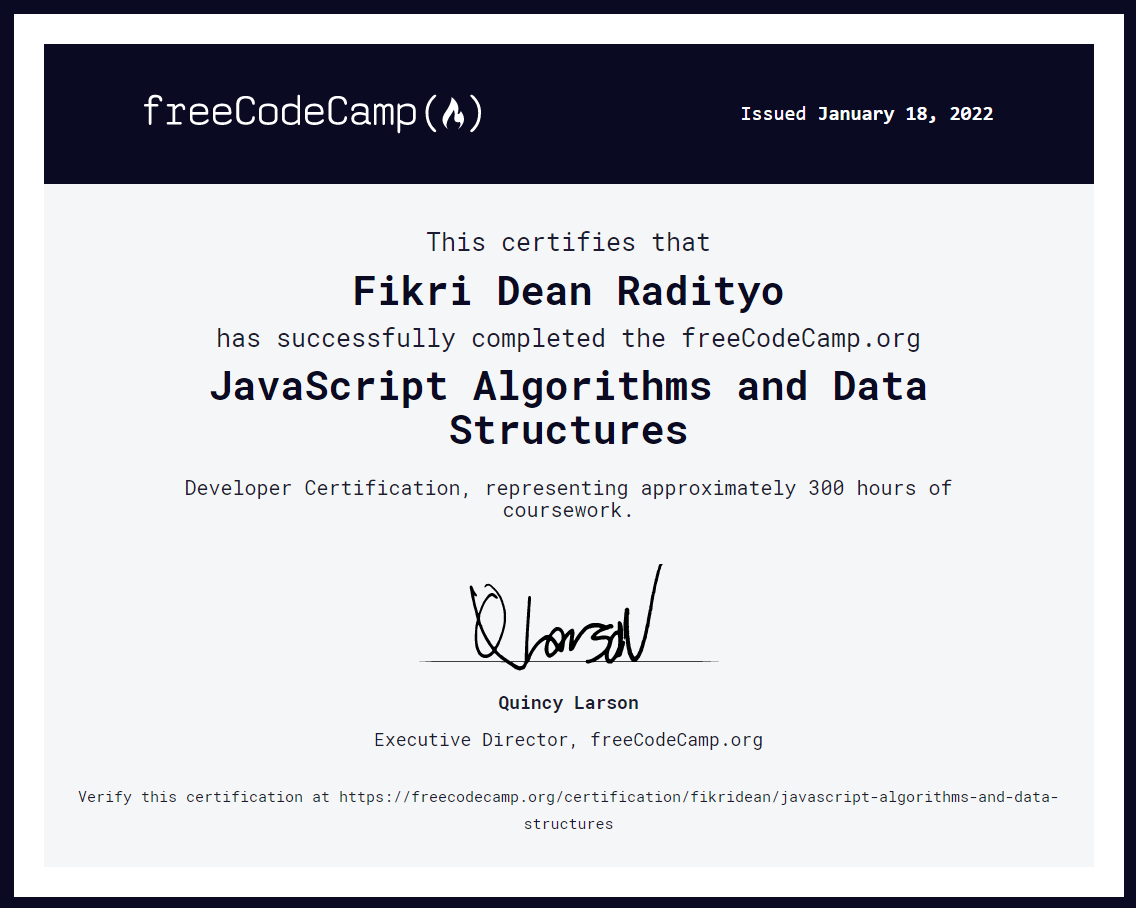 freeCodeCamp(🔥)
Issued January 18, 2022
This certifies that
Fikri Dean Radityo
has successfully completed the freeCodeCamp.org
JavaScript Algorithms and Data
Structures
Developer Certification, representing approximately 300 hours of
coursework.
Q Larson
Quincy Larson
Executive Director, freeCodeCamp.org
Verify this certification at https://freecodecamp.org/certification/fikridean/javascript-algorithms-and-data-
structures